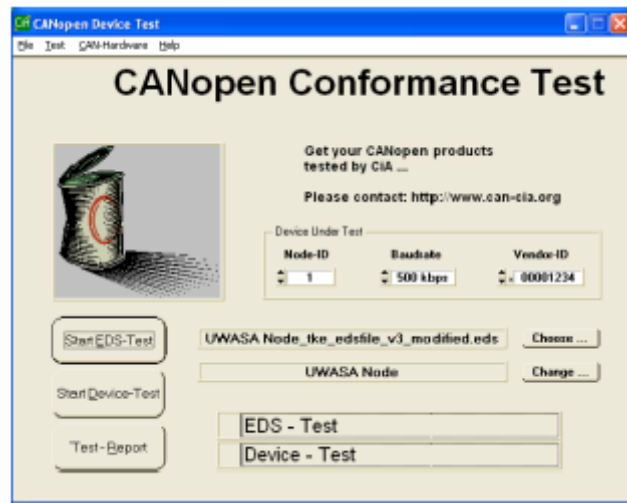 CANopen Device Test
File Test CAN-Hardware Help
CANopen Conformance Test
Get your CANopen products
tested by CiA ...
Please contact: http://www.can-cia.org
Device Under Test
Node-ID Baudrate Vendor-ID
1 500 kbps x 00001234
Start EDS-Test
UWASA Node_tke_edsfile_v3_modified.eds Choose ...
UWASA Node Change ...
Start Device-Test
EDS - Test
Test-Report
Device - Test